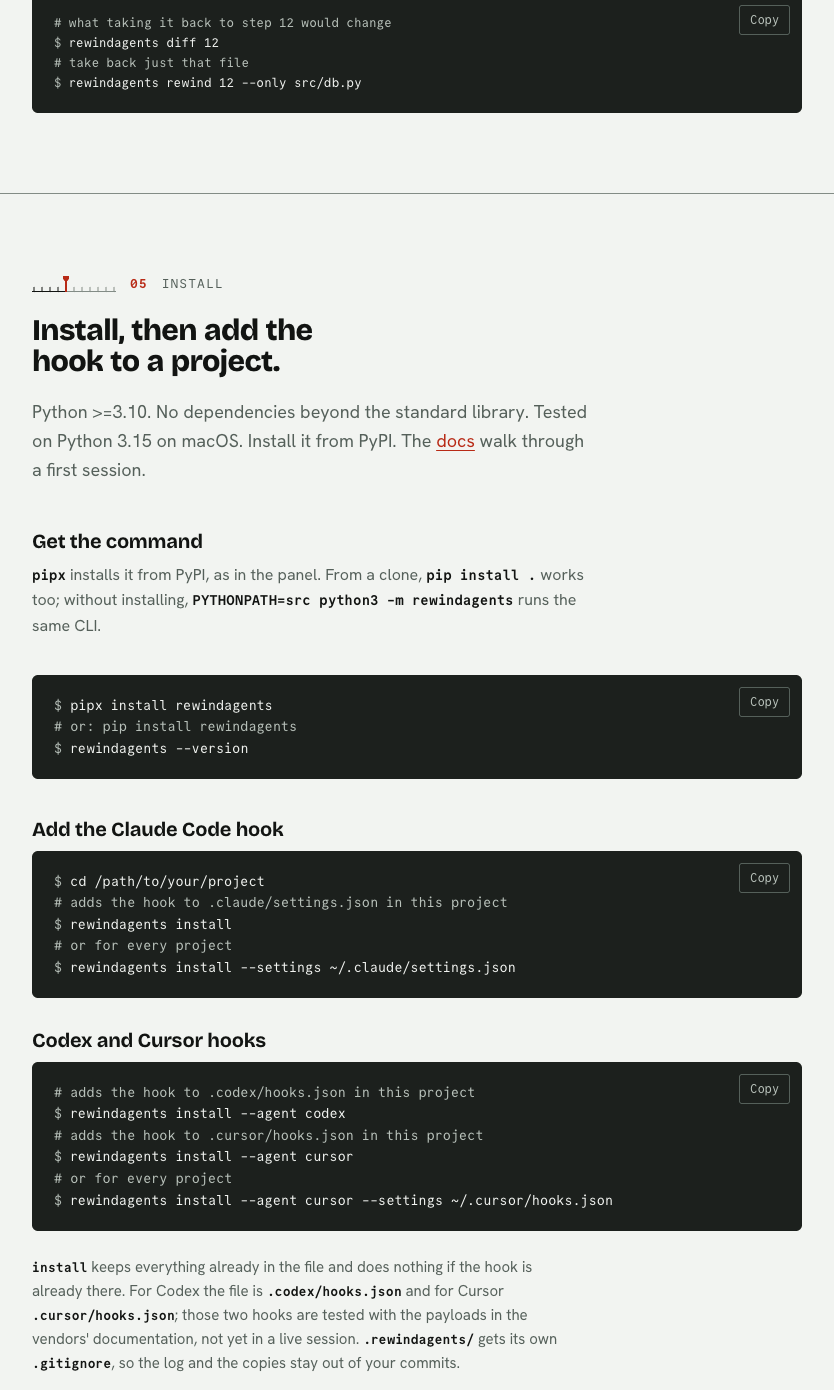 # what taking it back to step 12 would change
$ rewindagents diff 12
# take back just that file
$ rewindagents rewind 12 --only src/db.py
Copy
05 INSTALL
Install, then add the
hook to a project.
Python >=3.10. No dependencies beyond the standard library. Tested
on Python 3.15 on macOS. Install it from PyPI. The docs walk through
a first session.
Get the command
pipx installs it from PyPI, as in the panel. From a clone, pip install . works
too; without installing, PYTHONPATH=src python3 -m rewindagents runs the
same CLI.
$ pipx install rewindagents
# or: pip install rewindagents
$ rewindagents --version
Copy
Add the Claude Code hook
$ cd /path/to/your/project
# adds the hook to .claude/settings.json in this project
$ rewindagents install
# or for every project
$ rewindagents install --settings ~/.claude/settings.json
Copy
Codex and Cursor hooks
# adds the hook to .codex/hooks.json in this project
$ rewindagents install --agent codex
# adds the hook to .cursor/hooks.json in this project
$ rewindagents install --agent cursor
# or for every project
$ rewindagents install --agent cursor --settings ~/.cursor/hooks.json
Copy
install keeps everything already in the file and does nothing if the hook is
already there. For Codex the file is .codex/hooks.json and for Cursor
.cursor/hooks.json; those two hooks are tested with the payloads in the
vendors' documentation, not yet in a live session. .rewindagents/ gets its own
.gitignore, so the log and the copies stay out of your commits.